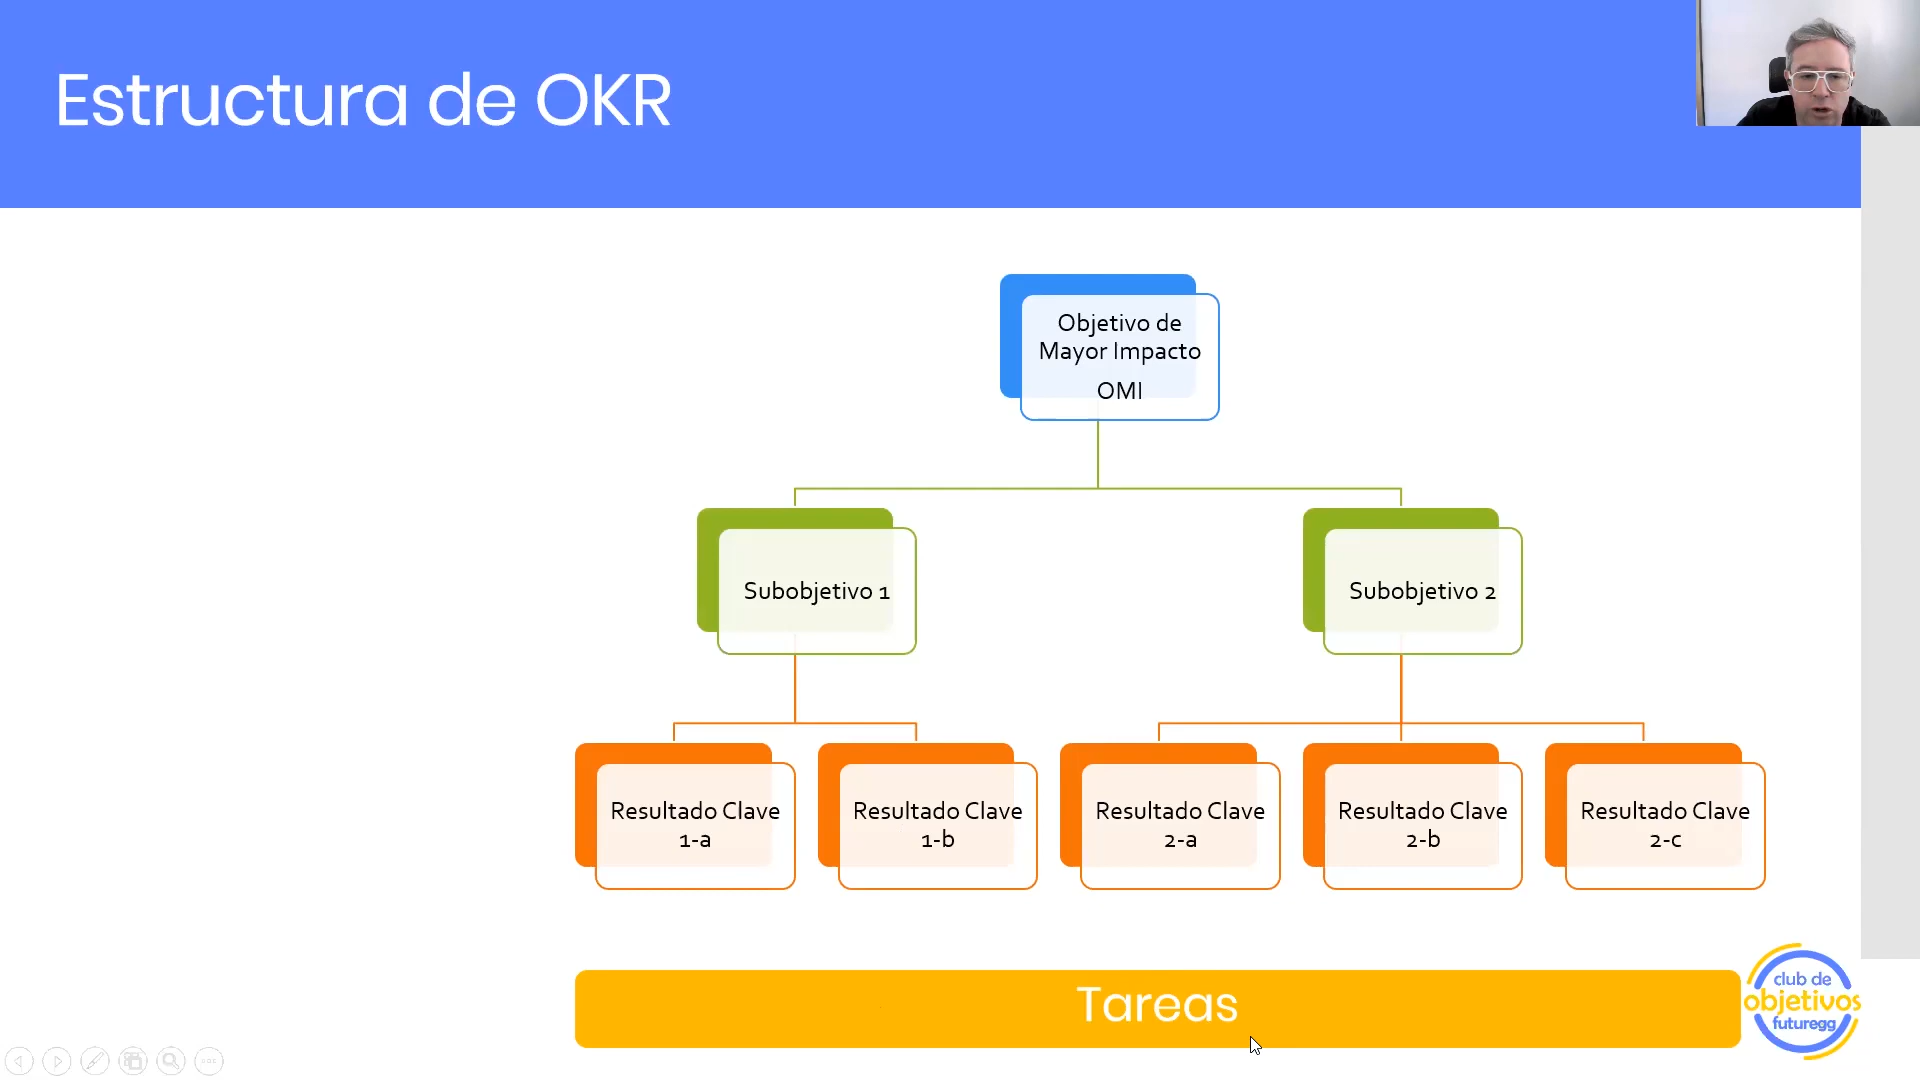 Estructura de OKR
Objetivo de
Mayor Impacto
OMI
Subobjetivo 1
Subobjetivo 2
Resultado Clave
1-a
Resultado Clave
1-b
Resultado Clave
2-a
Resultado Clave
2-b
Resultado Clave
2-c
Tareas
club de
objetivos
futuregg